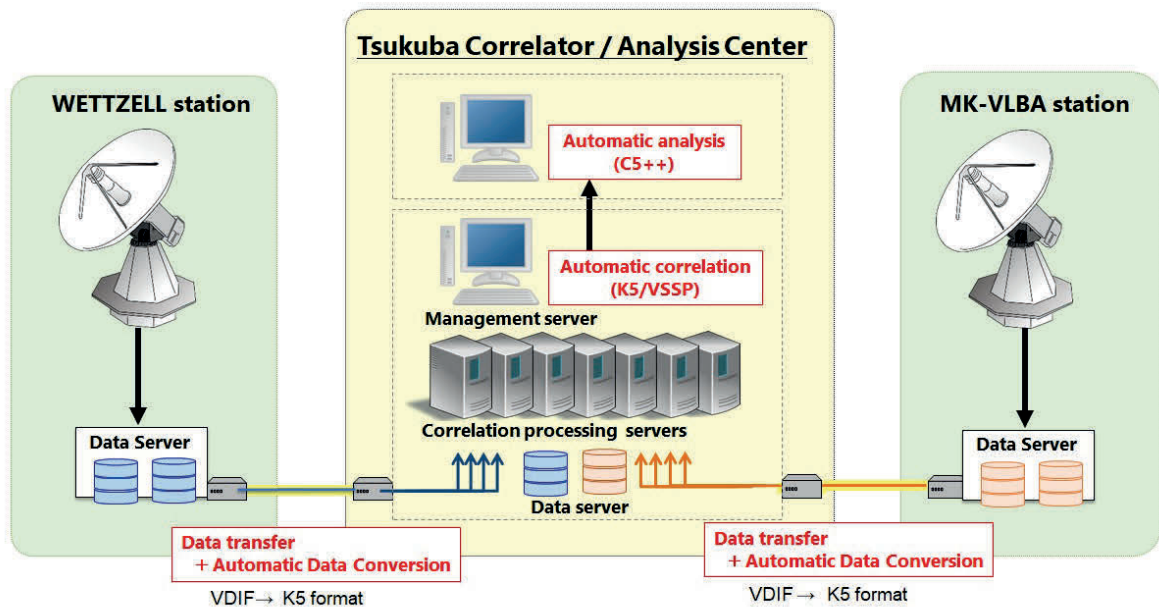 Tsukuba Correlator / Analysis Center
WETTZELL station
MK-VLBA station
Automatic analysis
(C5++)
Automatic correlation
(K5/VSSP)
Management server
Correlation processing servers
Data Server
Data server
Data Server
Data transfer
+ Automatic Data Conversion
VDIF→ K5 format
Data transfer
+ Automatic Data Conversion
VDIF→ K5 format